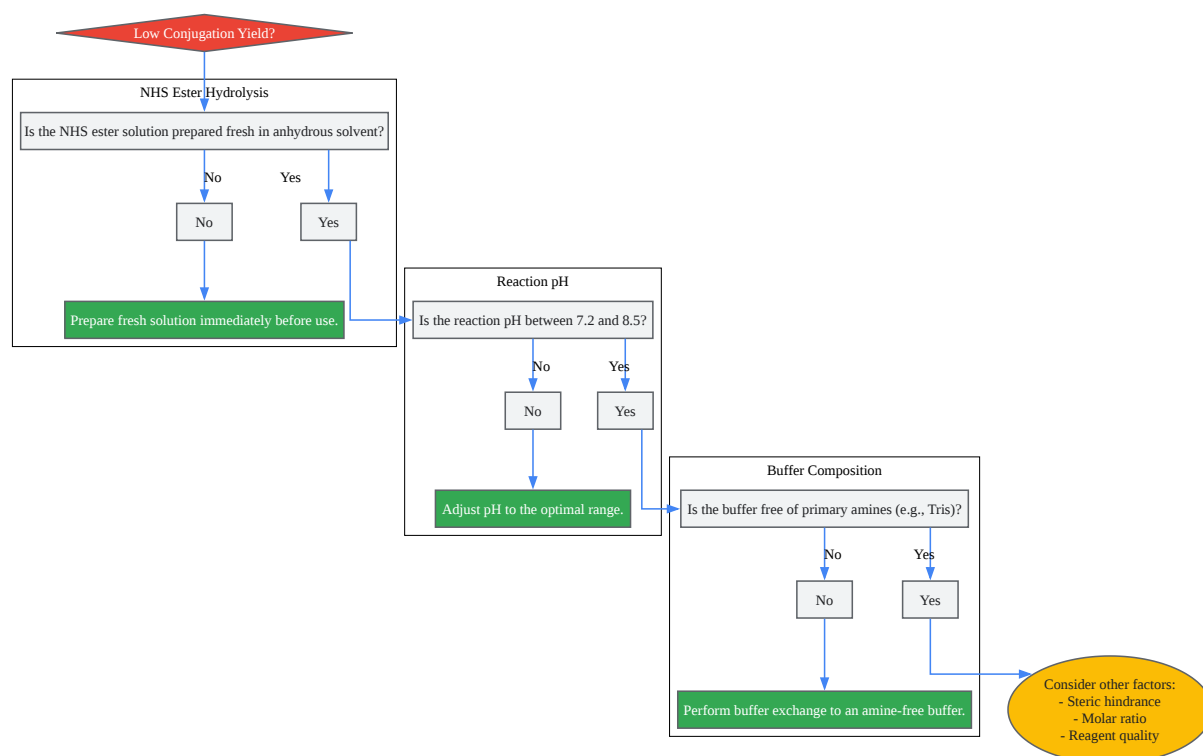 Low Conjugation Yield?
NHS Ester Hydrolysis
Is the NHS ester solution prepared fresh in anhydrous solvent?
No
Yes
No
Yes
Prepare fresh solution immediately before use.
Reaction pH
Is the reaction pH between 7.2 and 8.5?
No
Yes
No
Yes
Adjust pH to the optimal range.
Buffer Composition
Is the buffer free of primary amines (e.g., Tris)?
No
Yes
No
Yes
Perform buffer exchange to an amine-free buffer.
Consider other factors:
- Steric hindrance
- Molar ratio
- Reagent quality